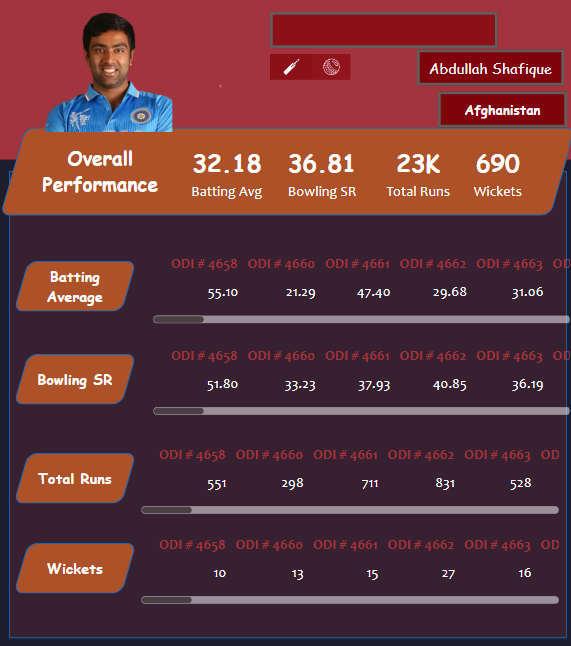 Abdullah Shafique
Afghanistan
Overall
Performance
32.18 36.81 23K 690
Batting Avg Bowling SR Total Runs Wickets
ODI # 4658 ODI # 4660 ODI # 4661 ODI # 4662 ODI # 4663 OD
Batting
Average
55.10 21.29 47.40 29.68 31.06
ODI # 4658 ODI # 4660 ODI # 4661 ODI # 4662 ODI # 4663 OD
Bowling SR
51.80 33.23 37.93 40.85 36.19
ODI # 4658 ODI # 4660 ODI # 4661 ODI # 4662 ODI # 4663 OD
Total Runs
551 298 711 831 528
ODI # 4658 ODI # 4660 ODI # 4661 ODI # 4662 ODI # 4663 OD
Wickets
10 13 15 27 16